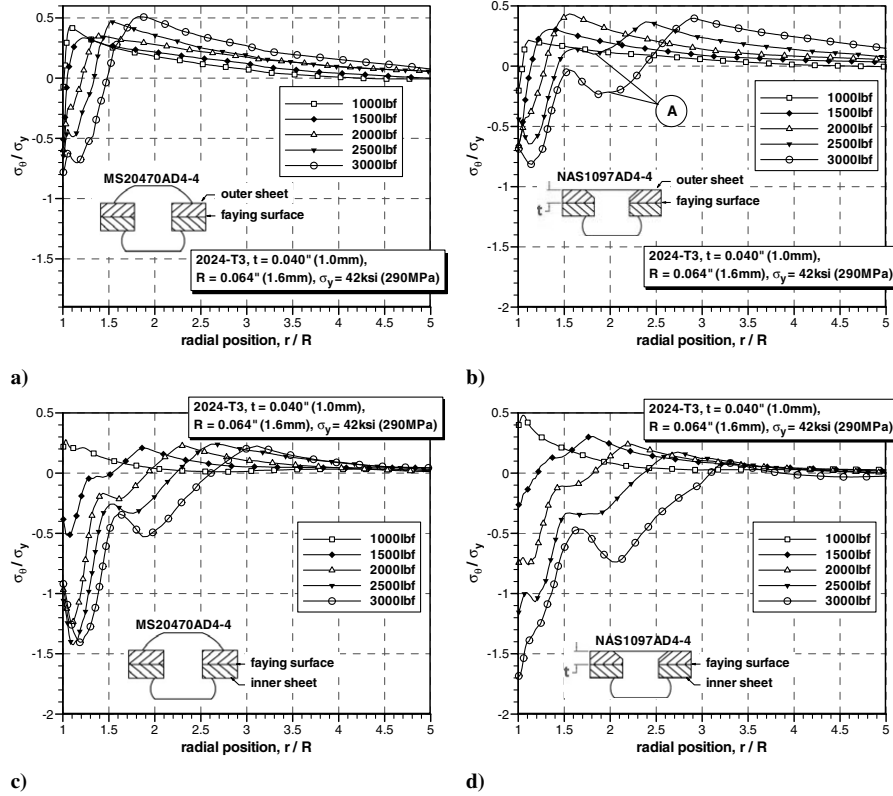 0.5
0
-0.5
-1
-1.5
σθ / σy
1000lbf
1500lbf
2000lbf
2500lbf
3000lbf
MS20470AD4-4
outer sheet
faying surface
2024-T3, t = 0.040" (1.0mm),
R = 0.064" (1.6mm), σy = 42ksi (290MPa)
1 1.5 2 2.5 3 3.5 4 4.5 5
radial position, r / R
a)
0.5
0
-0.5
-1
-1.5
-2
σθ / σy
A
1000lbf
1500lbf
2000lbf
2500lbf
3000lbf
NAS1097AD4-4
outer sheet
faying surface
t
2024-T3, t = 0.040" (1.0mm),
R = 0.064" (1.6mm), σy = 42ksi (290MPa)
1 1.5 2 2.5 3 3.5 4 4.5 5
radial position, r / R
b)
2024-T3, t = 0.040" (1.0mm),
R = 0.064" (1.6mm), σy = 42ksi (290MPa)
0.5
0
-0.5
-1
-1.5
-2
σθ / σy
1000lbf
1500lbf
2000lbf
2500lbf
3000lbf
MS20470AD4-4
faying surface
inner sheet
1 1.5 2 2.5 3 3.5 4 4.5 5
radial position, r / R
c)
2024-T3, t = 0.040" (1.0mm),
R = 0.064" (1.6mm), σy = 42ksi (290MPa)
0.5
0
-0.5
-1
-1.5
-2
σθ / σy
1000lbf
1500lbf
2000lbf
2500lbf
3000lbf
NAS1097AD4-4
t
faying surface
inner sheet
1 1.5 2 2.5 3 3.5 4 4.5 5
radial position, r / R
d)